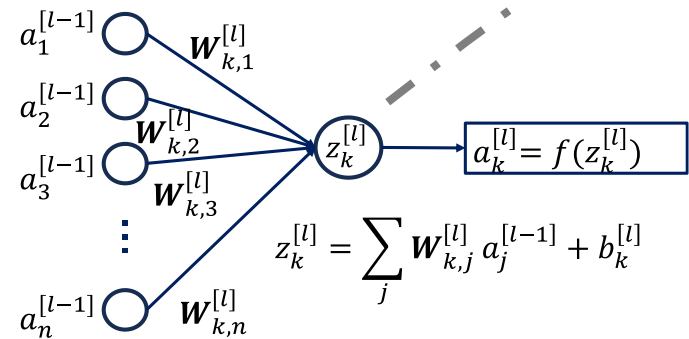 a_1^{[l-1]}
W_{k,1}^{[l]}
a_2^{[l-1]}
W_{k,2}^{[l]}
z_k^{[l]}
a_k^{[l]} = f(z_k^{[l]})
a_3^{[l-1]}
W_{k,3}^{[l]}
⋮
z_k^{[l]} = \sum_j W_{k,j}^{[l]} a_j^{[l-1]} + b_k^{[l]}
a_n^{[l-1]}
W_{k,n}^{[l]}